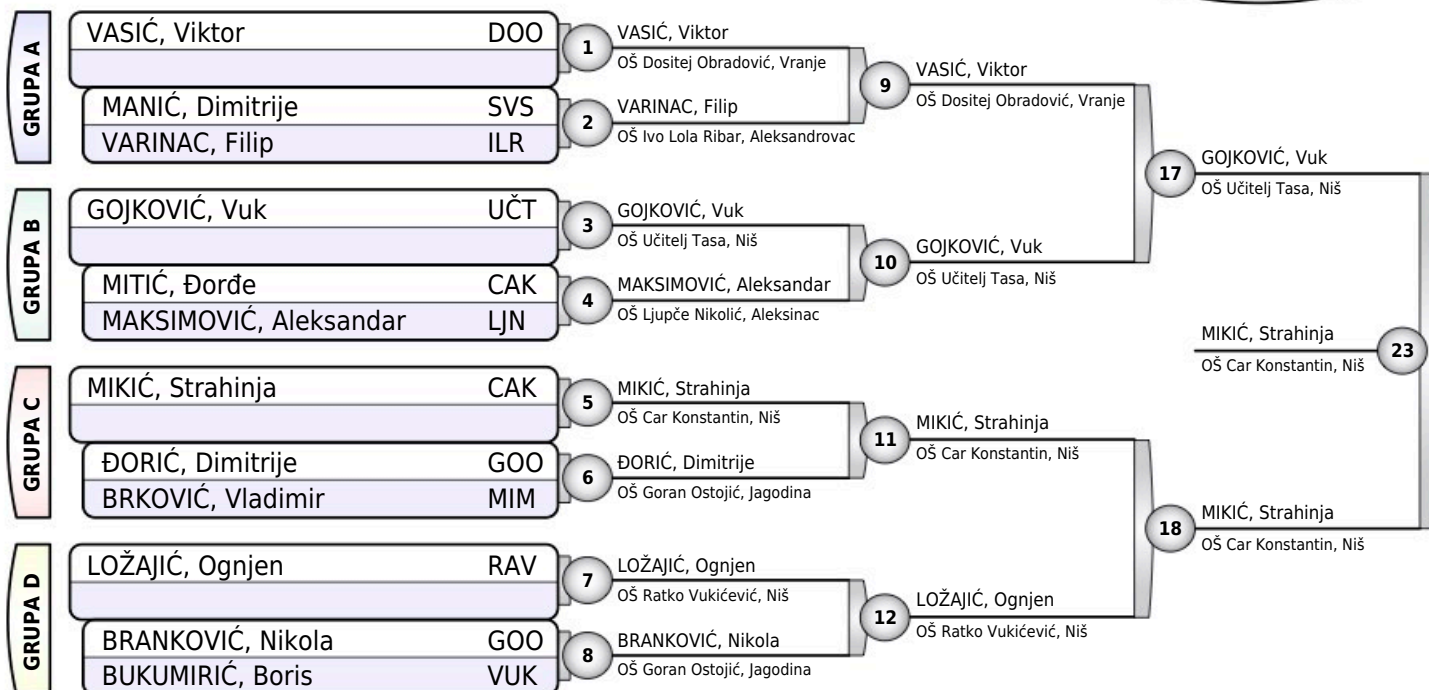 GRUPA A
VASIĆ, Viktor DOO
MANIĆ, Dimitrije SVS
VARINAC, Filip ILR
GRUPA B
GOJKOVIĆ, Vuk UČT
MITIĆ, Đorđe CAK
MAKSIMOVIĆ, Aleksandar LJN
GRUPA C
MIKIĆ, Strahinja CAK
ĐORIĆ, Dimitrije GOO
BRKOVIĆ, Vladimir MIM
GRUPA D
LOŽAJIĆ, Ognjen RAV
BRANKOVIĆ, Nikola GOO
BUKUMIRIĆ, Boris VUK
1
VASIĆ, Viktor
OŠ Dositej Obradović, Vranje
2
VARINAC, Filip
OŠ Ivo Lola Ribar, Aleksandrovac
3
GOJKOVIĆ, Vuk
OŠ Učitelj Tasa, Niš
4
MAKSIMOVIĆ, Aleksandar
OŠ Ljupče Nikolić, Aleksinac
5
MIKIĆ, Strahinja
OŠ Car Konstantin, Niš
6
ĐORIĆ, Dimitrije
OŠ Goran Ostojić, Jagodina
7
LOŽAJIĆ, Ognjen
OŠ Ratko Vukićević, Niš
8
BRANKOVIĆ, Nikola
OŠ Goran Ostojić, Jagodina
9
VASIĆ, Viktor
OŠ Dositej Obradović, Vranje
10
GOJKOVIĆ, Vuk
OŠ Učitelj Tasa, Niš
11
MIKIĆ, Strahinja
OŠ Car Konstantin, Niš
12
LOŽAJIĆ, Ognjen
OŠ Ratko Vukićević, Niš
17
GOJKOVIĆ, Vuk
OŠ Učitelj Tasa, Niš
18
MIKIĆ, Strahinja
OŠ Car Konstantin, Niš
MIKIĆ, Strahinja
OŠ Car Konstantin, Niš
23